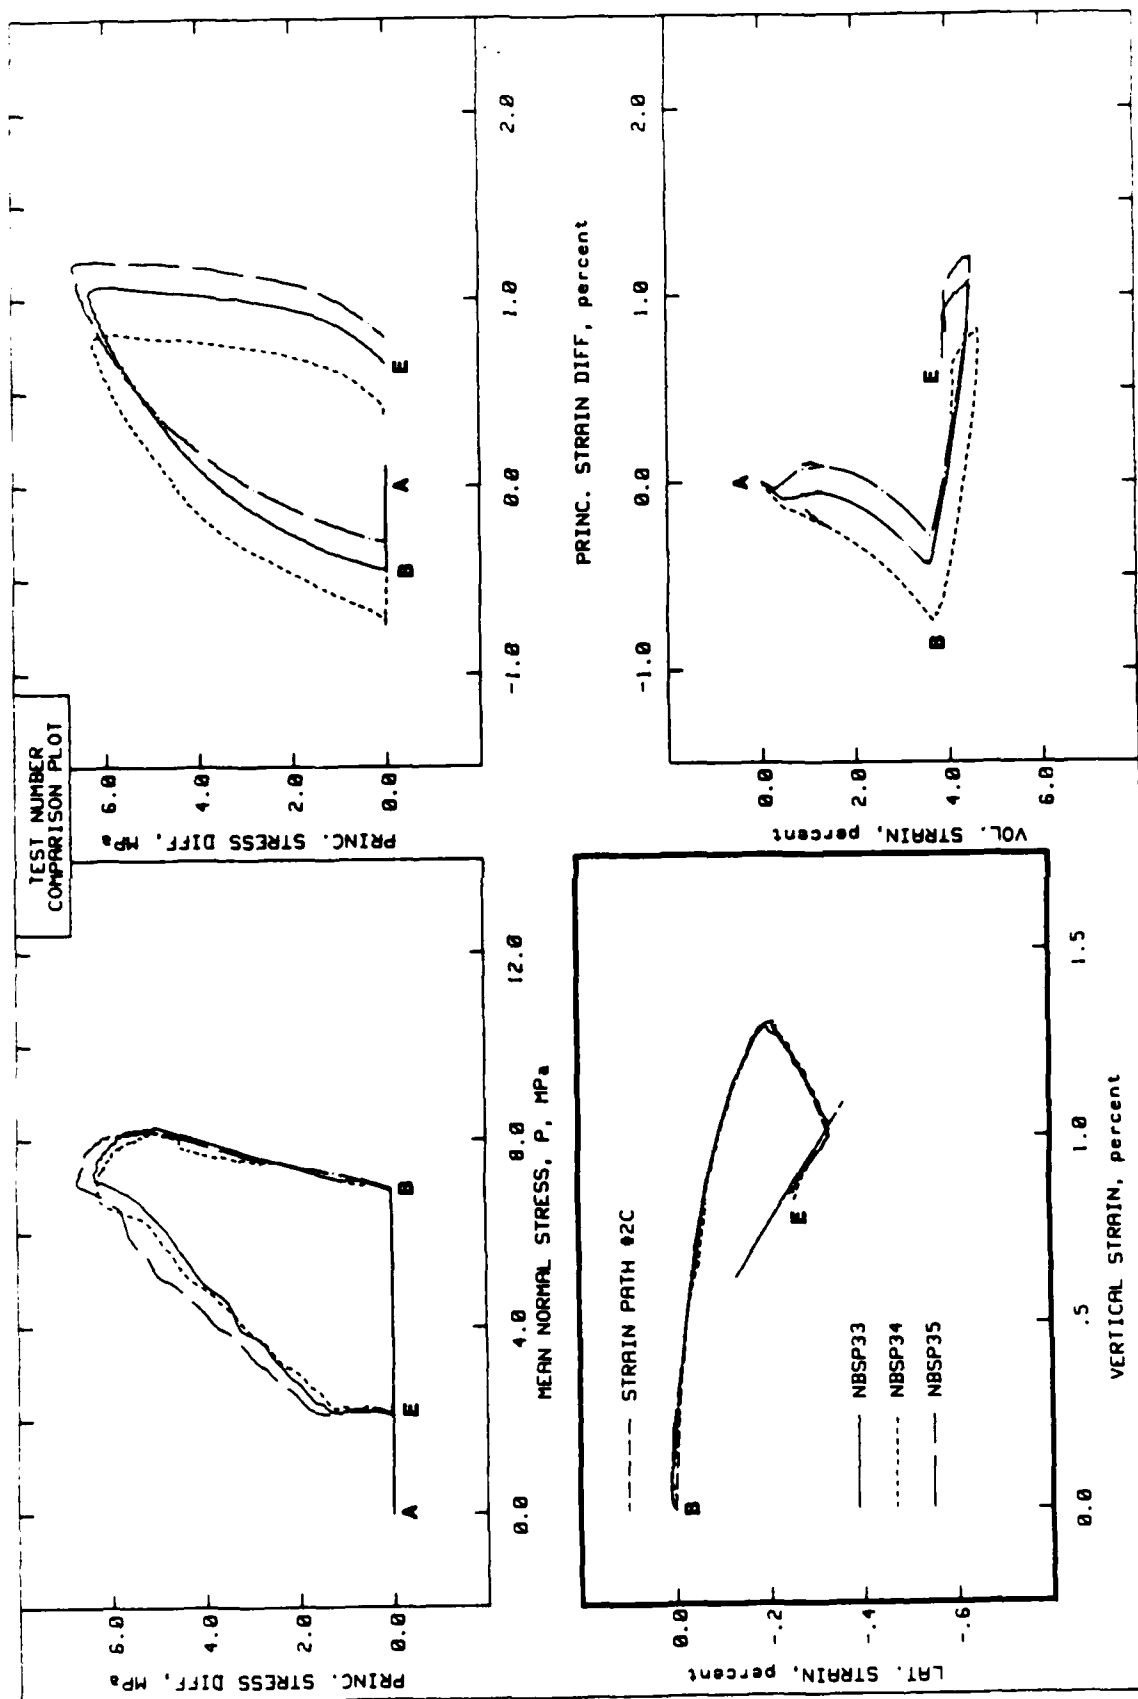 TEST NUMBER
COMPARISON PLOT
PRINC. STRESS DIFF, MPa
6.0
4.0
2.0
0.0
A
E
B
0.0
4.0
8.0
12.0
MEAN NORMAL STRESS, P, MPa
PRINC. STRESS DIFF, MPa
6.0
4.0
2.0
0.0
B
A
E
-1.0
0.0
1.0
2.0
PRINC. STRAIN DIFF, percent
LAT. STRAIN, percent
0.0
-.2
-.4
-.6
B
E
STRAIN PATH #2C
NBSP33
NBSP34
NBSP35
0.0
.5
1.0
1.5
VERTICAL STRAIN, percent
VOL. STRAIN, percent
0.0
2.0
4.0
6.0
A
B
E
-1.0
0.0
1.0
2.0